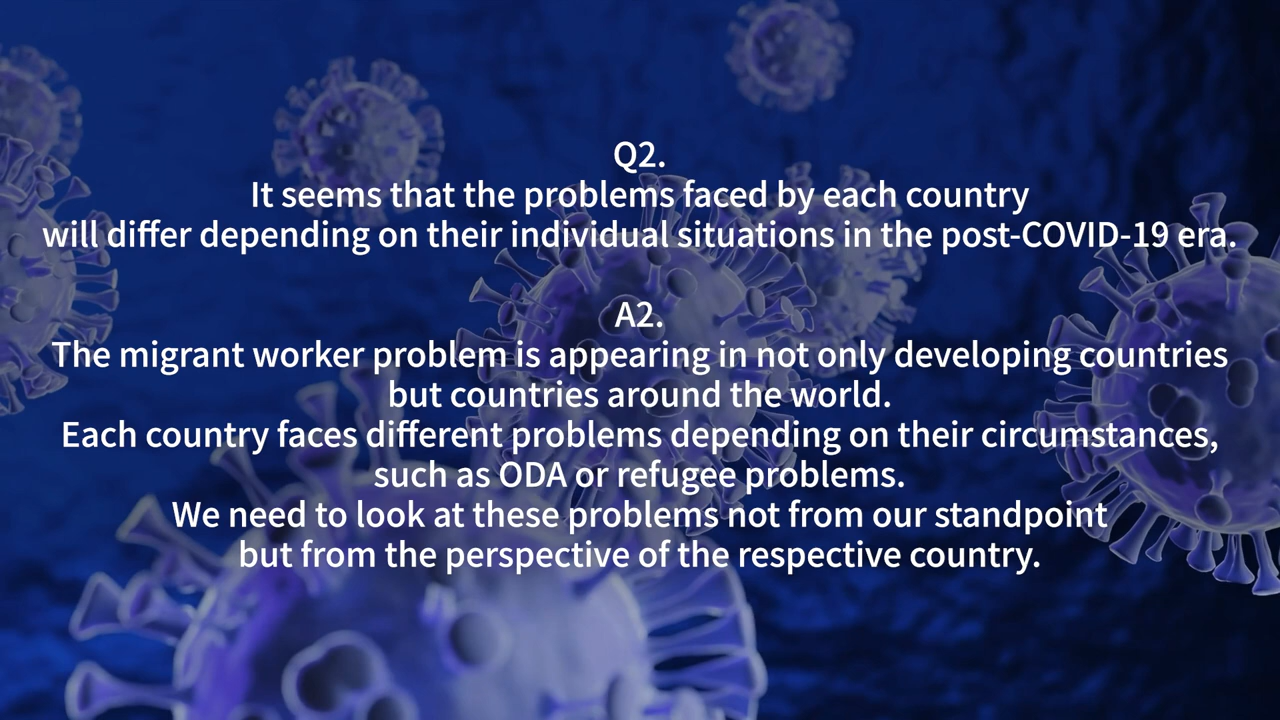 Q2.
It seems that the problems faced by each country
will differ depending on their individual situations in the post-COVID-19 era.
A2.
The migrant worker problem is appearing in not only developing countries
but countries around the world.
Each country faces different problems depending on their circumstances,
such as ODA or refugee problems.
We need to look at these problems not from our standpoint
but from the perspective of the respective country.